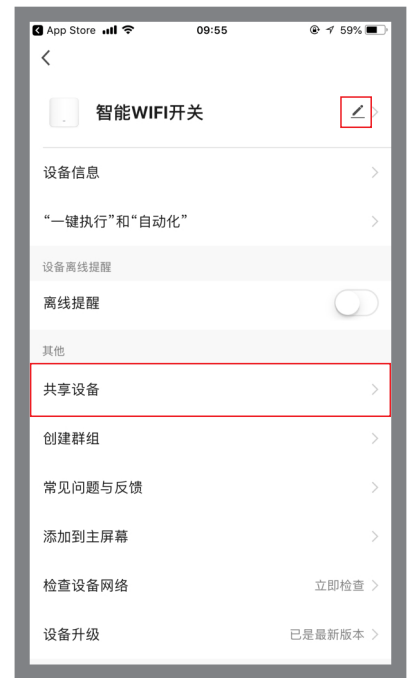 App Store 09:55 59%
智能WIFI开关
设备信息
“一键执行”和“自动化”
设备离线提醒
离线提醒
其他
共享设备
创建群组
常见问题与反馈
添加到主屏幕
检查设备网络 立即检查
设备升级 已是最新版本